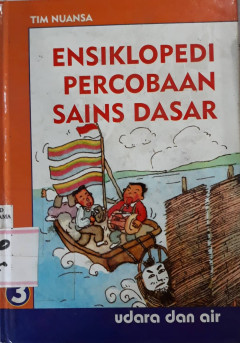 TIM NUANSA
ENSIKLOPEDI
PERCOBAAN
SAINS DASAR
3
udara dan air